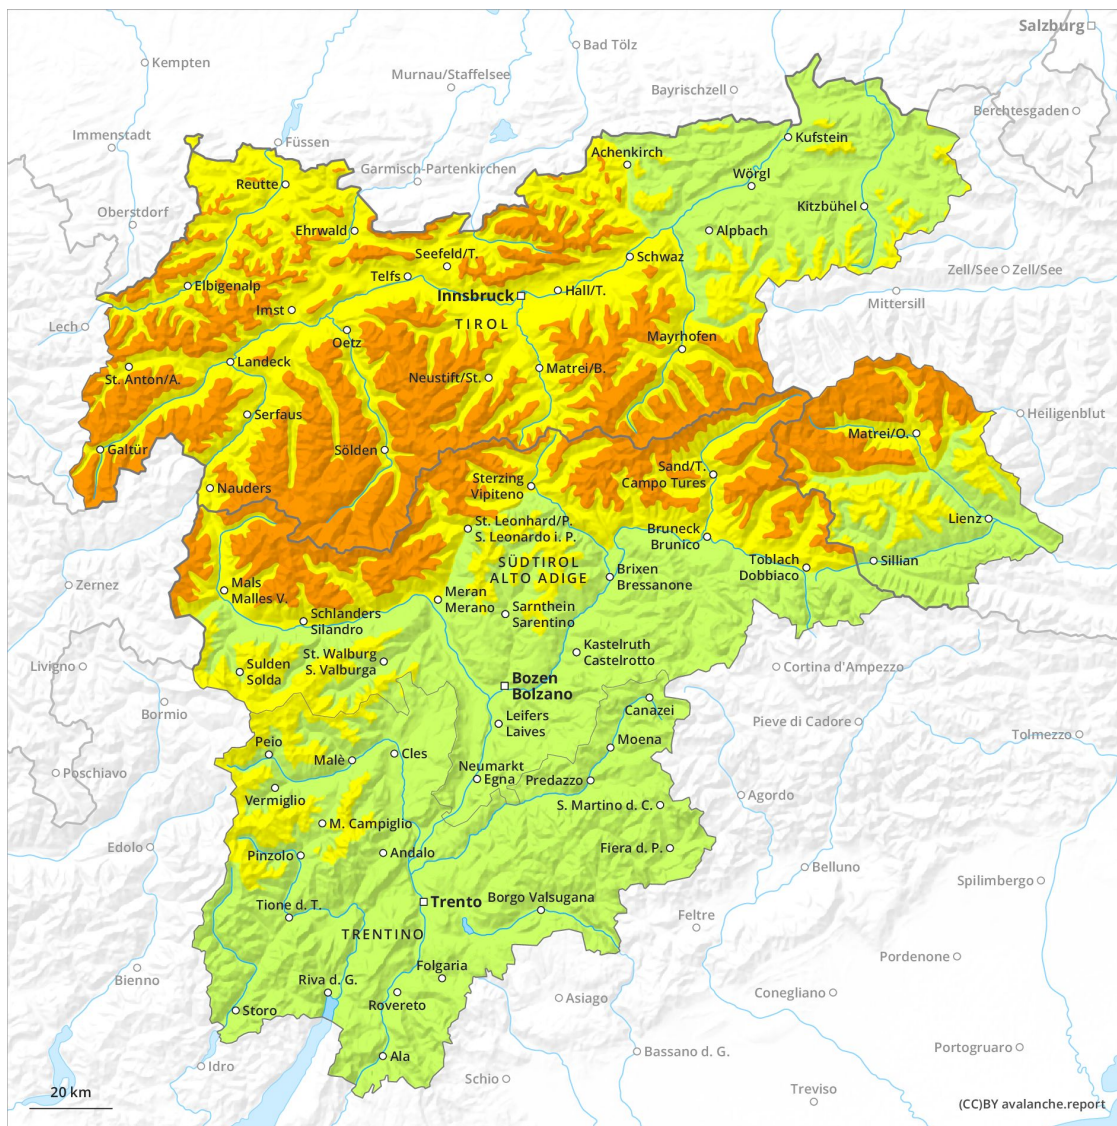 Salzburg
Bad Tölz
Kempten
Murnau/Staffelsee
Bayrischzell
Berchtesgaden
Immenstadt
Füssen
Kufstein
Achenkirch
Garmisch-Partenkirchen
Wörgl
Reutte
Kitzbühel
Oberstdorf
Ehrwald
Alpbach
Seefeld/T.
Schwaz
Telfs
Zell/See
Zell/See
Elbigenalp
Hall/T.
Innsbruck
Mittersill
Imst
TIROL
Lech
Oetz
Mayrhofen
Landeck
Matrei/B.
St. Anton/A.
Neustift/St.
Serfaus
Heiligenblut
Matrei/O.
Galtür
Sölden
Sand/T.
Campo Tures
Sterzing
Vipiteno
Nauders
Lienz
St. Leonhard/P.
S. Leonardo i. P.
Bruneck
Brunico
SÜDTIROL
ALTO ADIGE
Toblach
Dobbiaco
Sillian
Brixen
Bressanone
Zernez
Mals
Malles V.
Meran
Merano
Sarnthein
Sarentino
Schlanders
Silandro
Kastelruth
Castelrotto
St. Walburg
S. Valburga
Livigno
Cortina d'Ampezzo
Sulden
Solda
Bozen
Bolzano
Canazei
Bormio
Leifers
Laives
Pieve di Cadore
Tolmezzo
Peio
Moena
Cles
Malè
Poschiavo
Neumarkt
Egna
Predazzo
Vermiglio
Agordo
S. Martino d. C.
M. Campiglio
Edolo
Pinzolo
Andalo
Fiera d. P.
Belluno
Spilimbergo
Borgo Valsugana
Trento
Tione d. T.
Feltre
TRENTINO
Pordenone
Folgaria
Bienno
Riva d. G.
Rovereto
Conegliano
Asiago
Storo
Portogruaro
Ala
Bassano d. G.
Idro
Schio
Treviso
20 km
(CC)BY avalanche.report